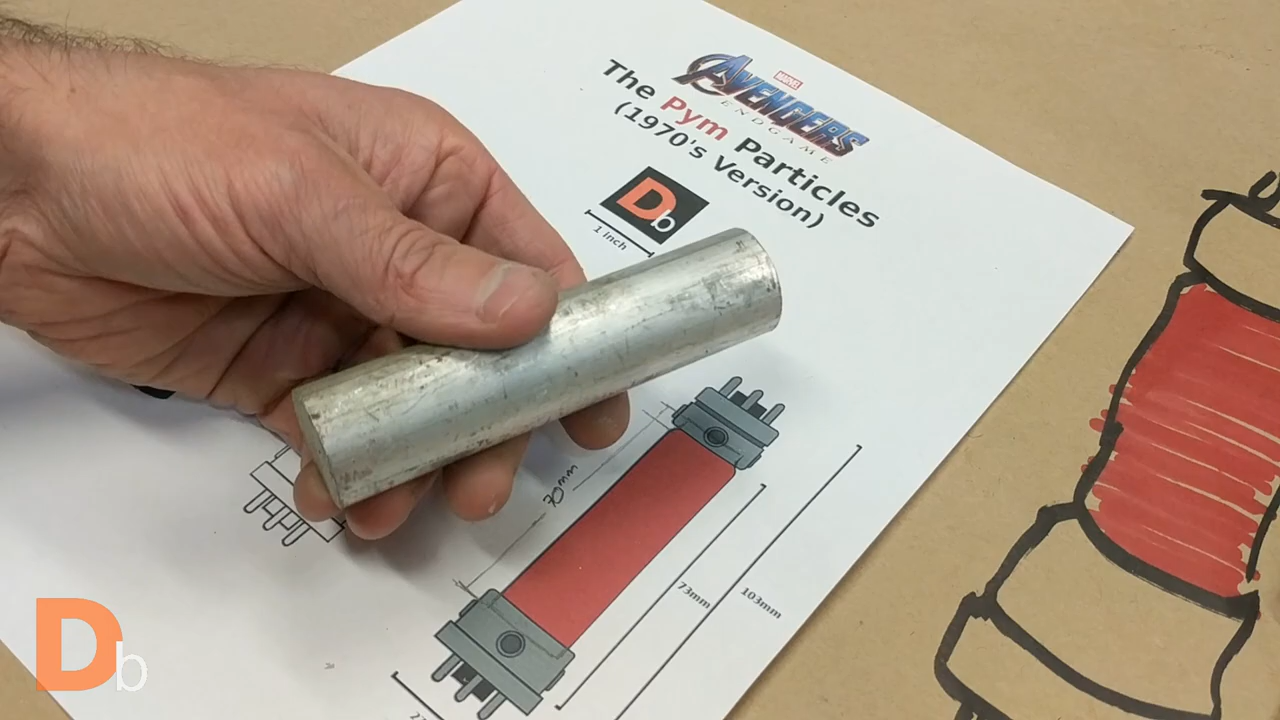 MARVEL
AVENGERS
ENDGAME
The Pym Particles
(1970's Version)
Db
1 inch
70mm
73mm
103mm
Db